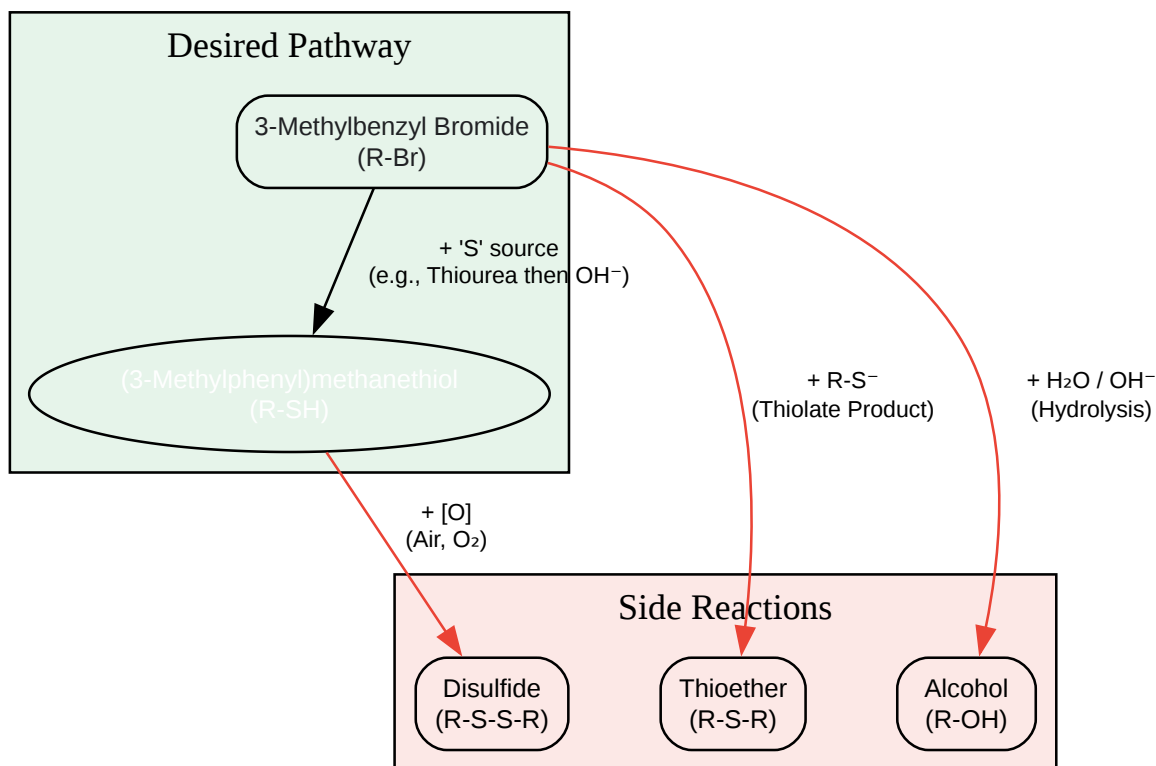 Desired Pathway
3-Methylbenzyl Bromide
(R-Br)
+ 'S' source
(e.g., Thiourea then OH⁻)
(3-Methylphenyl)methanethiol
(R-SH)
+ R-S⁻
(Thiolate Product)
+ H₂O / OH⁻
(Hydrolysis)
+ [O]
(Air, O₂)
Side Reactions
Disulfide
(R-S-S-R)
Thioether
(R-S-R)
Alcohol
(R-OH)